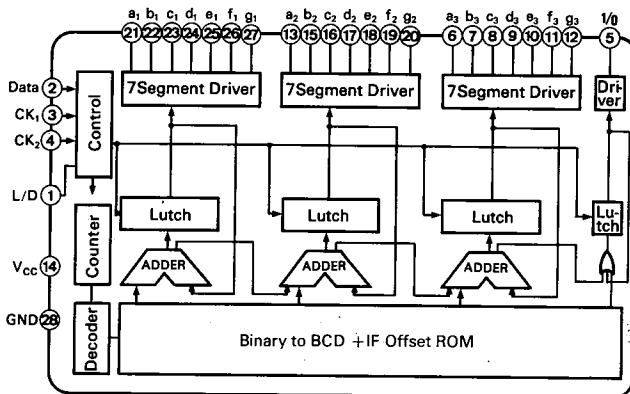 a₁ b₁ c₁ d₁ e₁ f₁ g₁ a₂ b₂ c₂ d₂ e₂ f₂ g₂ a₃ b₃ c₃ d₃ e₃ f₃ g₃ 1/0
21 22 23 24 25 26 27 13 15 16 17 18 19 20 6 7 8 9 10 11 12 5
Data 2
CK₁ 3
CK₂ 4
L/D
1
VCC 14
GND 28
Control
Counter
Decoder
7Segment Driver 7Segment Driver 7Segment Driver Dri-
ver
Lutch Lutch Lutch Lu-
tch
ADDER ADDER ADDER
Binary to BCD +IF Offset ROM